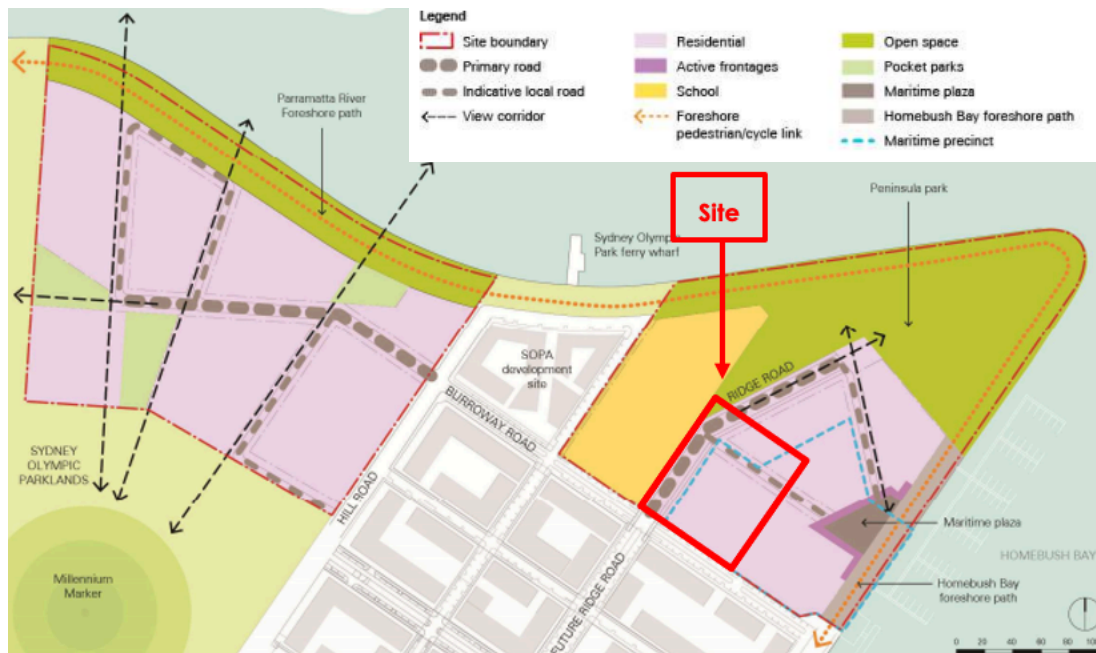 Legend
Site boundary
Primary road
Indicative local road
View corridor
Residential
Active frontages
School
Foreshore
pedestrian/cycle link
Open space
Pocket parks
Maritime plaza
Homebush Bay foreshore path
Maritime precinct
Parramatta River
Foreshore path
Site
Peninsula park
Sydney Olympic
Park ferry wharf
SOPA
development
site
RIDGE ROAD
BURROWAY ROAD
SYDNEY
OLYMPIC
PARKLANDS
HILL ROAD
Maritime plaza
HOMEBUSH BAY
Millennium
Marker
FUTURE RIDGE ROAD
Homebush Bay
foreshore path
0 20 40 60 80